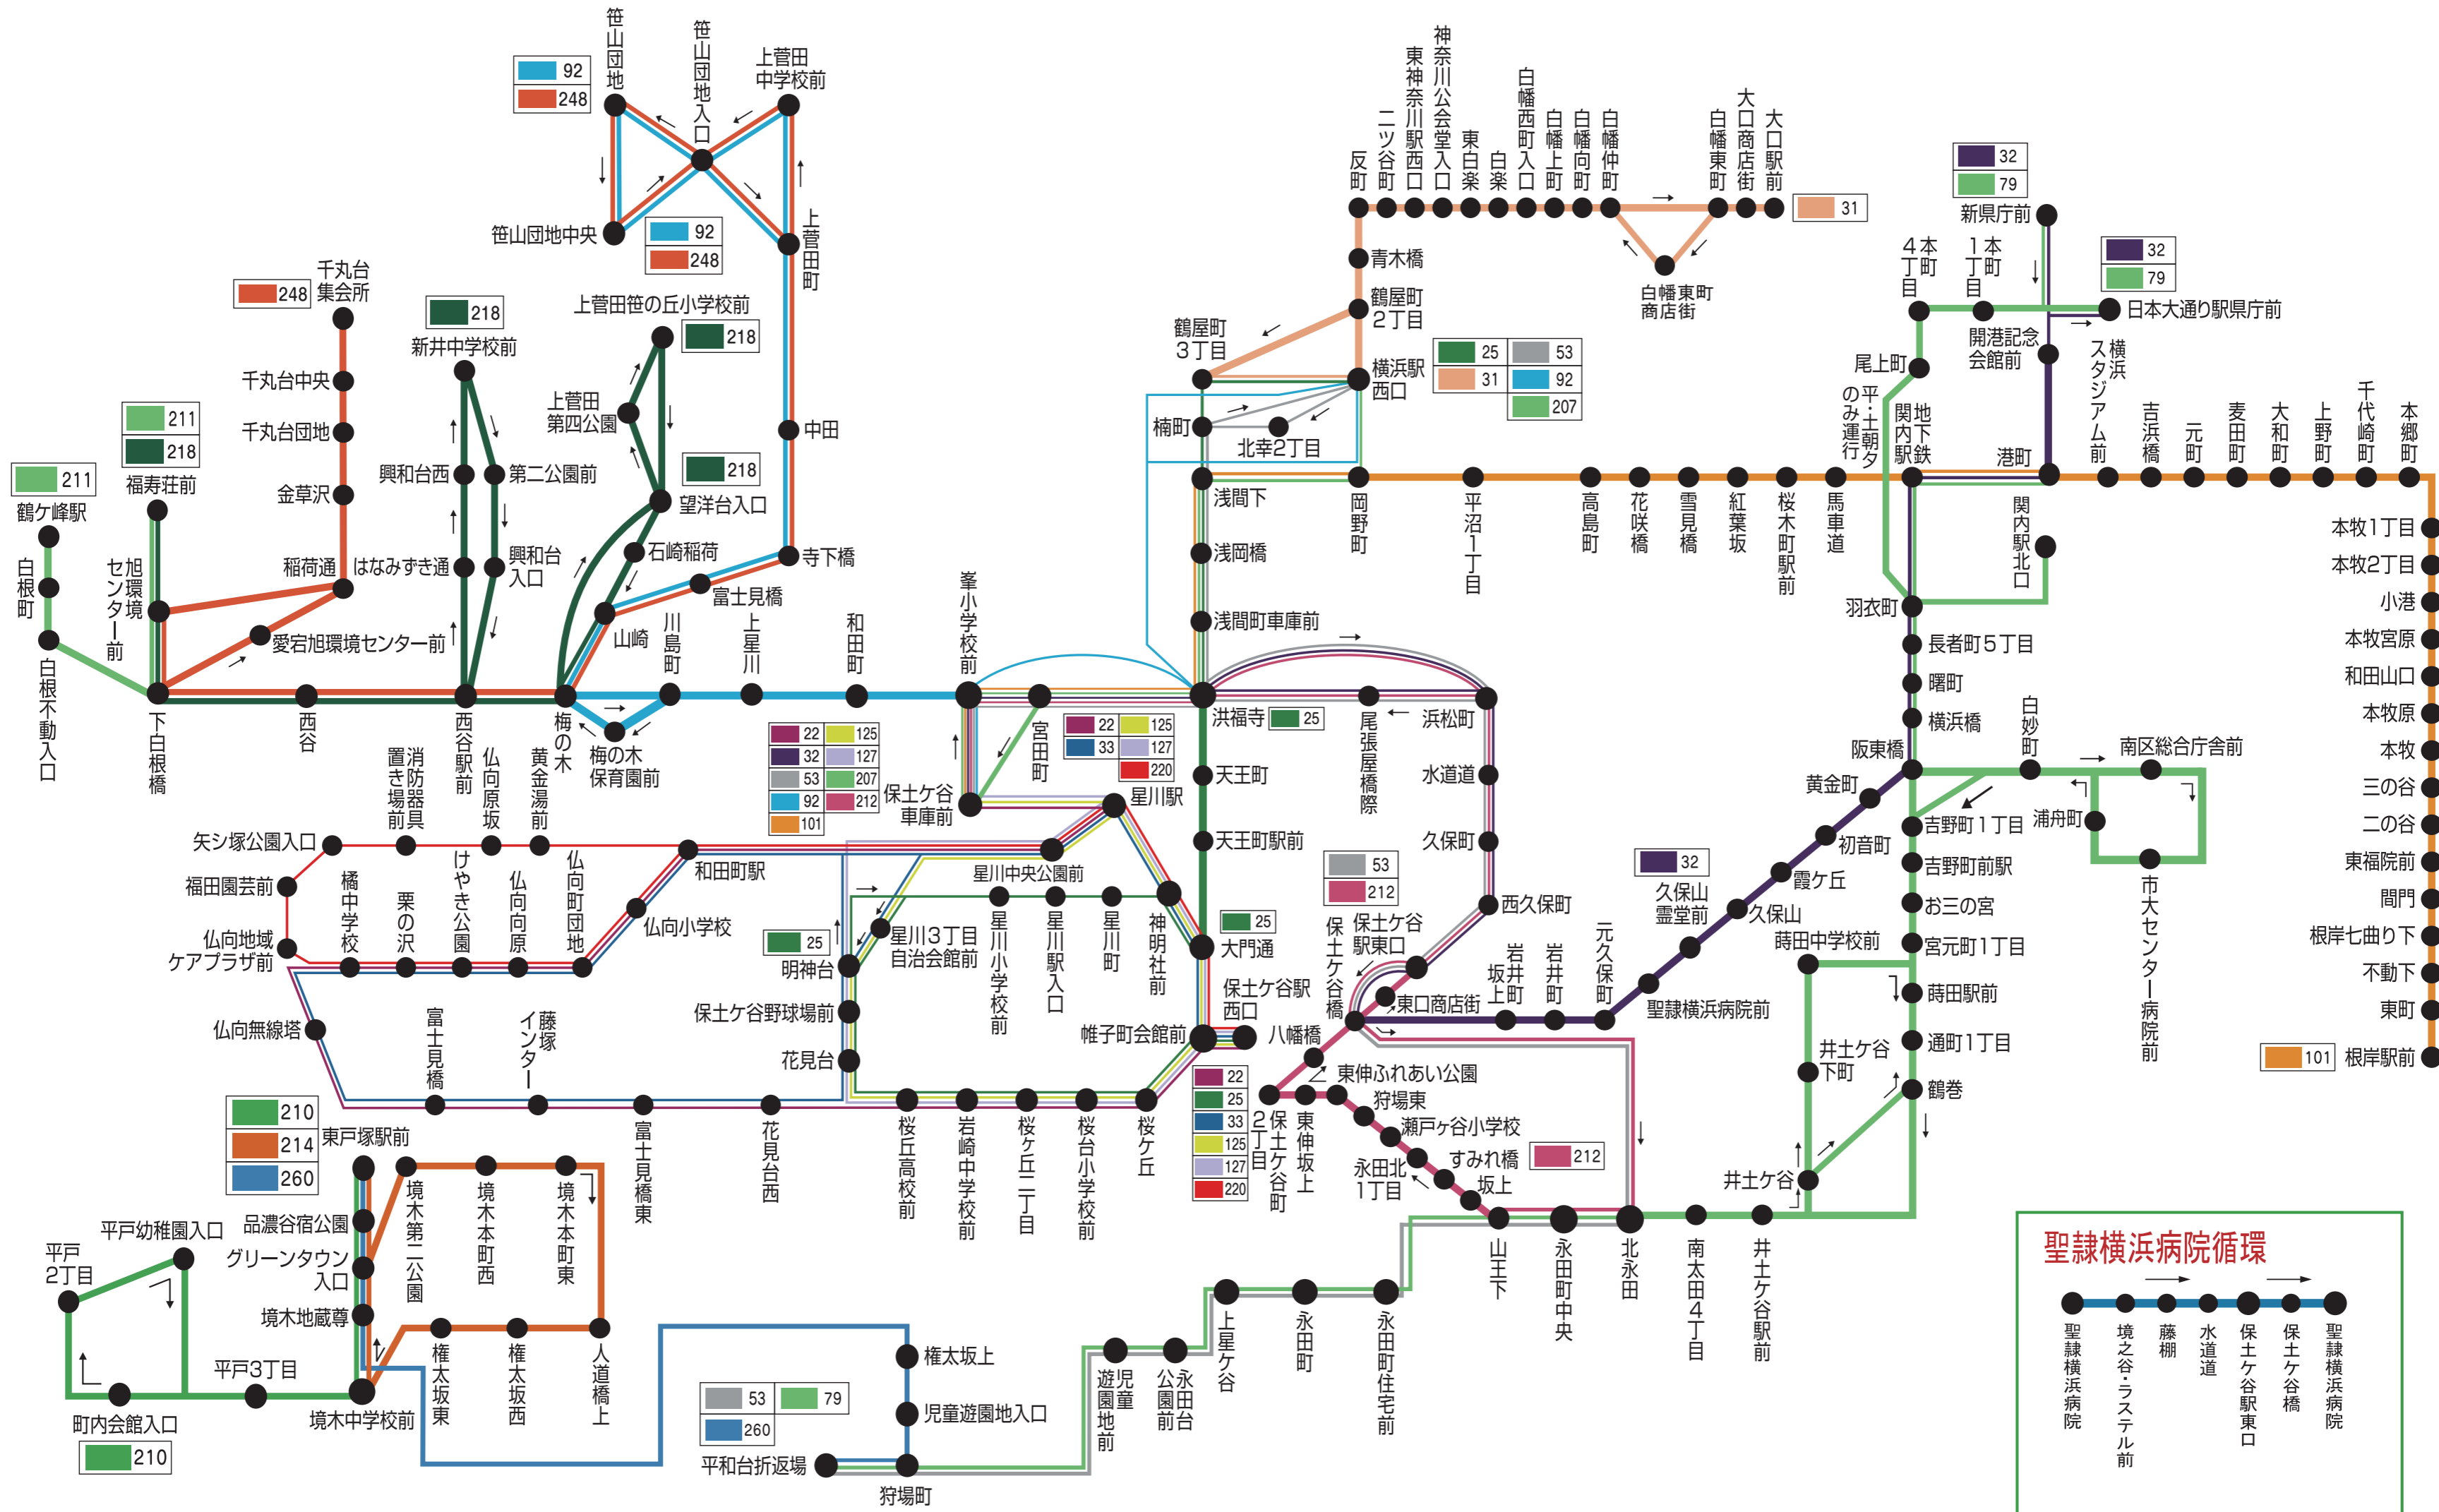 笹山団地
笹山団地入口
上菅田
中学校前
92
248
笹山団地中央
92
248
上菅田町
千丸台
集会所
248
千丸台中央
千丸台団地
金草沢
稲荷通
218
新井中学校前
興和台西
第二公園前
はなみずき通
興和台
入口
上菅田笹の丘小学校前
218
上菅田
第四公園
218
望洋台入口
石崎稲荷
中田
寺下橋
富士見橋
山崎
211
218
福寿荘前
211
鶴ケ峰駅
白根町
白根不動入口
旭環境
センター前
愛宕旭環境センター前
下白根橋
西谷
西谷駅前
梅の木
梅の木
保育園前
川島町
上星川
和田町
峯小学校前
宮田町
洪福寺
25
尾張屋橋際
浜松町
神奈川公会堂入口
東神奈川駅西口
二ツ谷町
反町
東白楽
白楽
白幡西町入口
白幡上町
白幡向町
白幡仲町
白幡東町
大口商店街
大口駅前
31
白幡東町
商店街
青木橋
鶴屋町
2丁目
鶴屋町
3丁目
横浜駅
西口
25
53
31
92
207
楠町
北幸2丁目
浅間下
浅岡橋
浅間町車庫前
岡野町
平沼1丁目
高島町
花咲橋
雪見橋
紅葉坂
桜木町駅前
馬車道
32
79
新県庁前
32
79
日本大通り駅県庁前
本町
4丁目
本町
1丁目
開港記念
会館前
尾上町
平・土朝夕
のみ運行
地下鉄
関内駅
港町
横浜
スタジアム前
吉浜橋
元町
麦田町
大和町
上野町
千代崎町
本郷町
本牧1丁目
本牧2丁目
小港
本牧宮原
和田山口
本牧原
本牧
三の谷
二の谷
東福院前
間門
根岸七曲り下
不動下
東町
101
根岸駅前
関内駅北口
羽衣町
長者町5丁目
曙町
横浜橋
阪東橋
白妙町
南区総合庁舎前
浦舟町
市大センター病院前
吉野町1丁目
吉野町前駅
お三の宮
宮元町1丁目
蒔田中学校前
蒔田駅前
通町1丁目
鶴巻
井土ケ谷
下町
井土ケ谷
井土ケ谷駅前
南太田4丁目
北永田
永田町中央
山王下
黄金町
初音町
霞ケ丘
久保山
久保山
霊堂前
32
聖隷横浜病院前
元久保町
岩井町
岩井町
坂上
水道道
久保町
西久保町
53
212
保土ケ谷
駅東口
保土ケ谷橋
東口商店街
八幡橋
保土ケ谷町
2丁目
東伸坂上
東伸ふれあい公園
狩場東
瀬戸ヶ谷小学校
永田北
1丁目
すみれ橋
坂上
212
22
125
32
127
53
207
92
212
101
保土ケ谷
車庫前
22
125
33
127
220
星川駅
天王町
天王町駅前
25
大門通
保土ケ谷駅
西口
帷子町会館前
22
25
33
125
127
220
神明社前
星川中央公園前
星川町
星川駅入口
星川小学校前
星川3丁目
自治会館前
25
明神台
保土ケ谷野球場前
花見台
桜丘高校前
岩崎中学校前
桜ヶ丘二丁目
桜台小学校前
桜ケ丘
矢シ塚公園入口
消防器具
置き場前
仏向原坂
黄金湯前
福田園芸前
仏向地域
ケアプラザ前
橘中学校
栗の沢
けやき公園
仏向向原
仏向町団地
仏向小学校
和田町駅
仏向無線塔
富士見橋
藤塚
インター
富士見橋東
花見台西
210
214
260
東戸塚駅前
境木第二公園
境木本町西
境木本町東
品濃谷宿公園
グリーンタウン
入口
境木地蔵尊
境木中学校前
権太坂東
権太坂西
人道橋上
平戸幼稚園入口
平戸
2丁目
平戸3丁目
町内会館入口
210
権太坂上
児童遊園地入口
53
79
260
平和台折返場
狩場町
児童
遊園地前
永田台
公園前
上星ケ谷
永田町
永田町住宅前
聖隷横浜病院循環
聖隷横浜病院
境之谷・ラステル前
藤棚
水道道
保土ケ谷駅東口
保土ケ谷橋
聖隷横浜病院